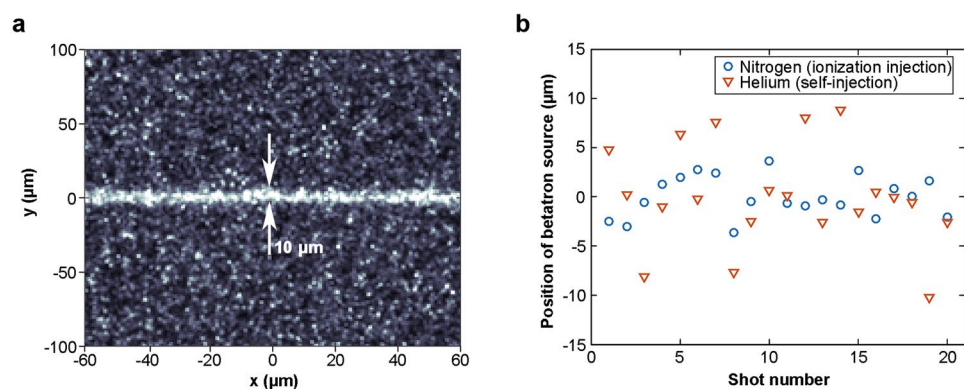 a
100
50
0
-50
-100
y (µm)
-60
-40
-20
0
20
40
60
x (µm)
10 µm
b
15
10
5
0
-5
-10
-15
Position of betatron source (µm)
Nitrogen (ionization injection)
Helium (self-injection)
0
5
10
15
20
Shot number